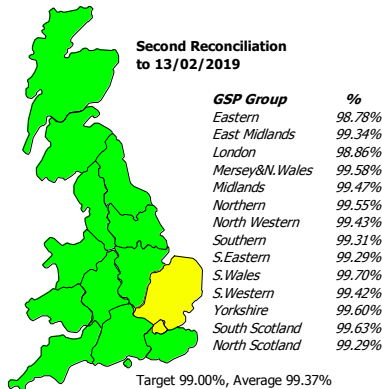 Second Reconciliation
to 13/02/2019
GSP Group %
Eastern 98.78%
East Midlands 99.34%
London 98.86%
Mersey&N.Wales 99.58%
Midlands 99.47%
Northern 99.55%
North Western 99.43%
Southern 99.31%
S.Eastern 99.29%
S.Wales 99.70%
S.Western 99.42%
Yorkshire 99.60%
South Scotland 99.63%
North Scotland 99.29%
Target 99.00%, Average 99.37%